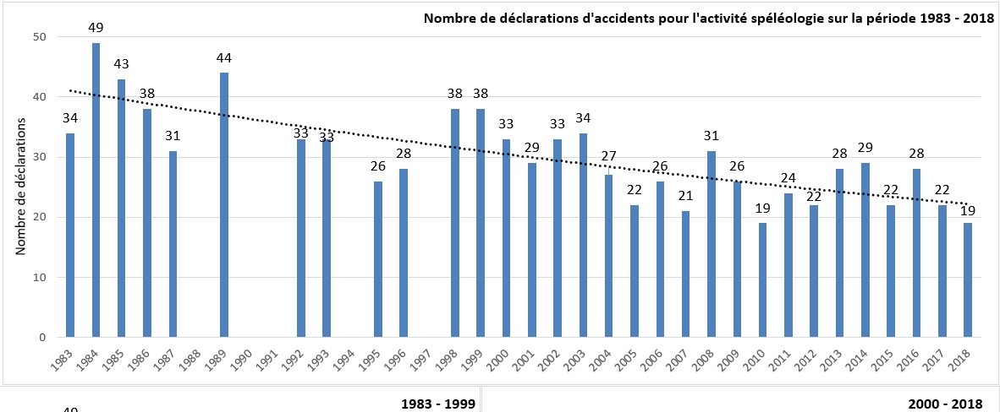 Nombre de déclarations d'accidents pour l'activité spéléologie sur la période 1983 - 2018
Nombre de déclarations
50
40
30
20
10
0
34 49 43 38 31 44 33 33 26 28 38 38 33 29 33 34 27 22 26 21 31 26 19 24 22 28 29 22 28 22 19
1983 1984 1985 1986 1987 1988 1989 1990 1991 1992 1993 1994 1995 1996 1997 1998 1999 2000 2001 2002 2003 2004 2005 2006 2007 2008 2009 2010 2011 2012 2013 2014 2015 2016 2017 2018
1983 - 1999
2000 - 2018